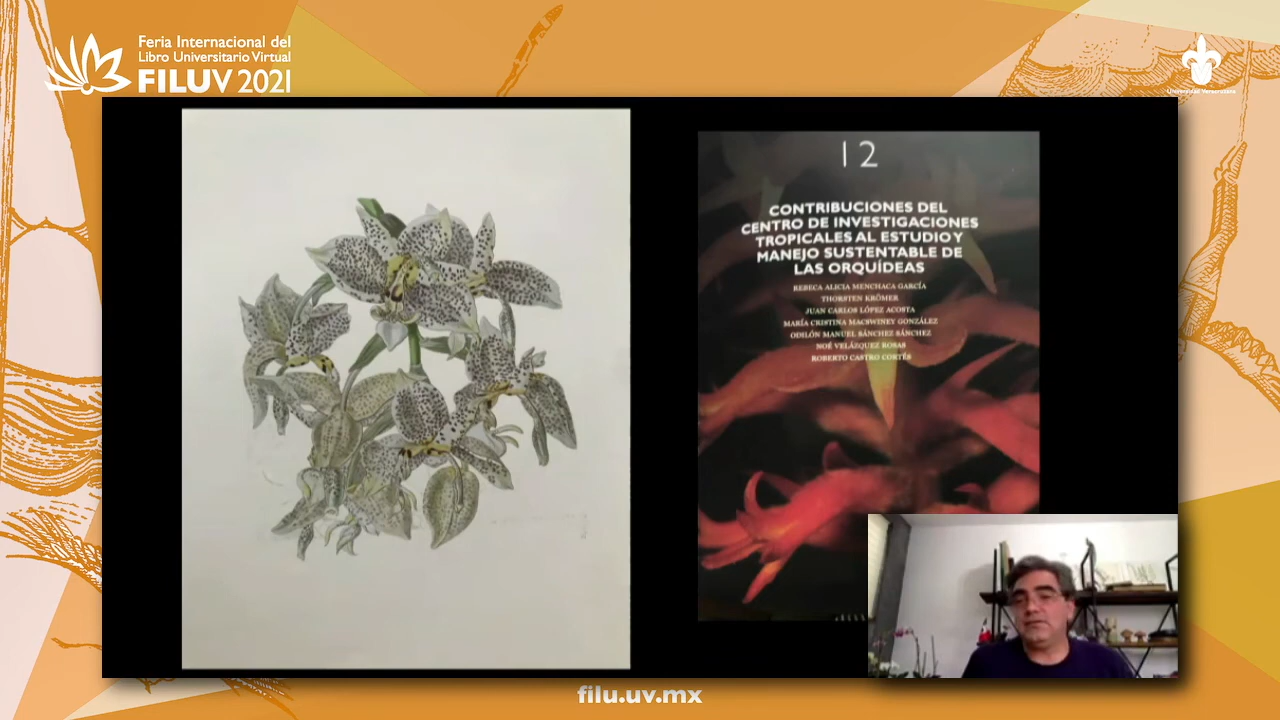 Feria Internacional del
Libro Universitario Virtual
FILUV 2021
Universidad Veracruzana
12
CONTRIBUCIONES DEL
CENTRO DE INVESTIGACIONES
TROPICALES AL ESTUDIO Y
MANEJO SUSTENTABLE DE
LAS ORQUÍDEAS
REBECA ALICIA MENCHACA GARCÍA
THORSTEN KRÖMER
JUAN CARLOS LÓPEZ ACOSTA
MARÍA CRISTINA MACSWINEY GONZÁLEZ
ODILÓN MANUEL SÁNCHEZ SÁNCHEZ
NOÉ VELÁZQUEZ ROSAS
ROBERTO CASTRO CORTÉS
filu.uv.mx